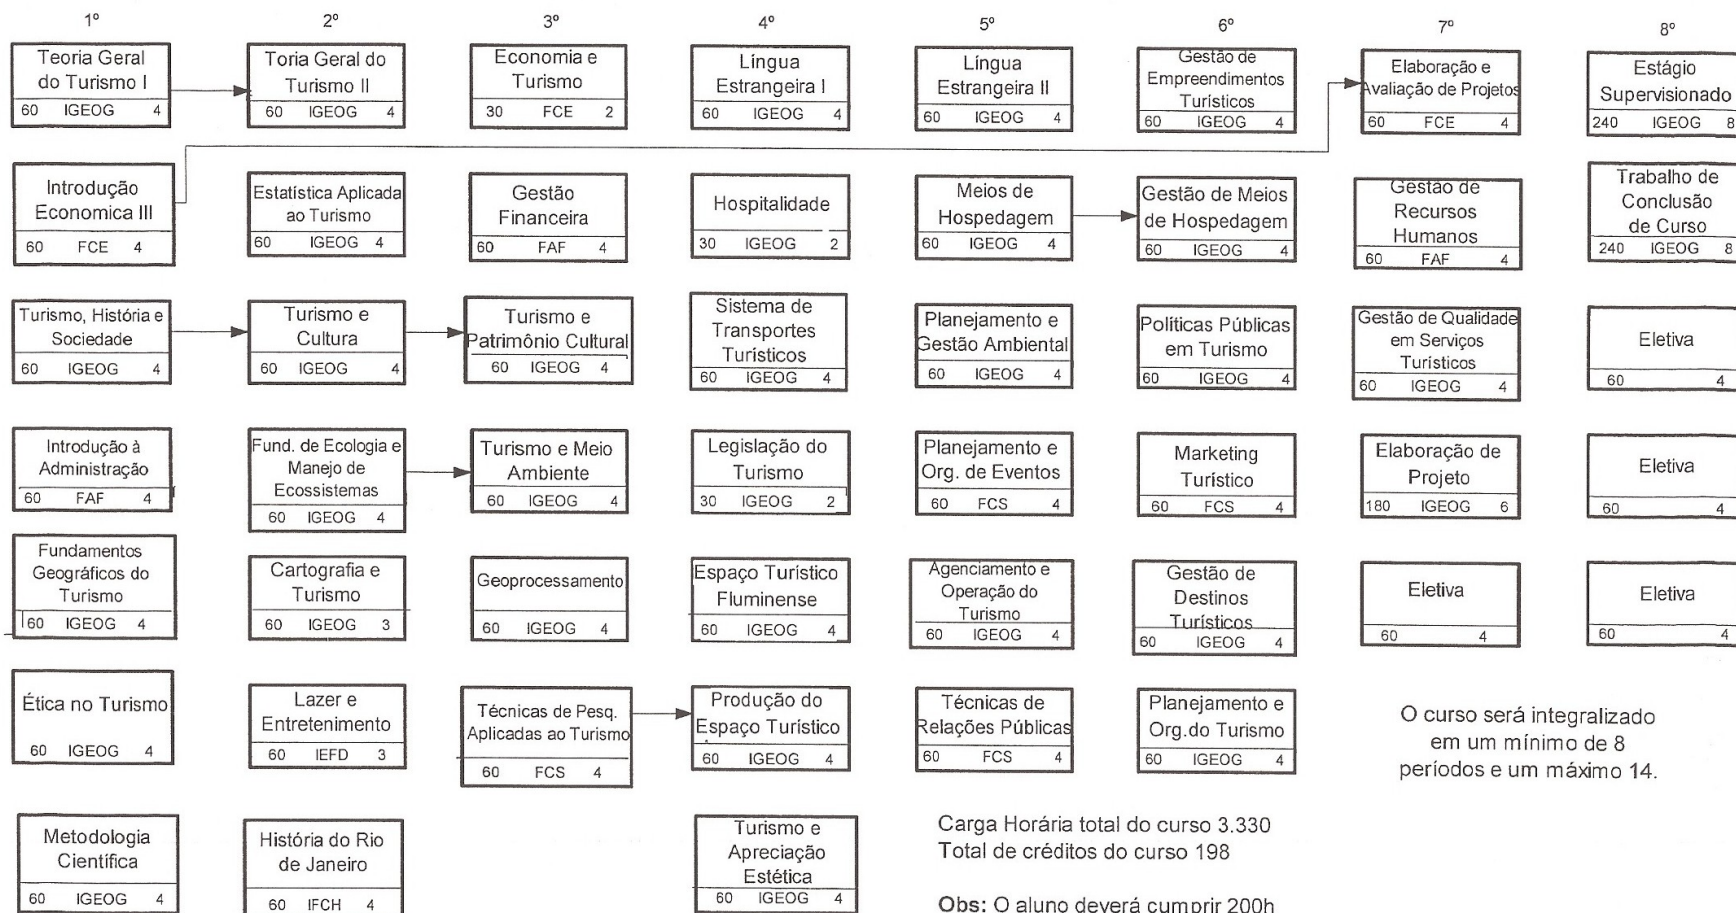 1º
2º
3º
4º
5º
6º
7º
8º
Teoria Geral
do Turismo I
60 IGEOG 4
Toria Geral do
Turismo II
60 IGEOG 4
Economia e
Turismo
30 FCE 2
Língua
Estrangeira I
60 IGEOG 4
Língua
Estrangeira II
60 IGEOG 4
Gestão de
Empreendimentos
Turísticos
60 IGEOG 4
Elaboração e
Avaliação de Projetos
60 FCE 4
Estágio
Supervisionado
240 IGEOG 8
Introdução
Economica III
60 FCE 4
Estatística Aplicada
ao Turismo
60 IGEOG 4
Gestão
Financeira
60 FAF 4
Hospitalidade
30 IGEOG 2
Meios de
Hospedagem
60 IGEOG 4
Gestão de Meios
de Hospedagem
60 IGEOG 4
Gestão de
Recursos
Humanos
60 FAF 4
Trabalho de
Conclusão
de Curso
240 IGEOG 8
Turismo, História e
Sociedade
60 IGEOG 4
Turismo e
Cultura
60 IGEOG 4
Turismo e
Patrimônio Cultural
60 IGEOG 4
Sistema de
Transportes
Turísticos
60 IGEOG 4
Planejamento e
Gestão Ambiental
60 IGEOG 4
Políticas Públicas
em Turismo
60 IGEOG 4
Gestão de Qualidade
em Serviços
Turísticos
60 IGEOG 4
Eletiva
60 4
Introdução à
Administração
60 FAF 4
Fund. de Ecologia e
Manejo de
Ecossistemas
60 IGEOG 4
Turismo e Meio
Ambiente
60 IGEOG 4
Legislação do
Turismo
30 IGEOG 2
Planejamento e
Org. de Eventos
60 FCS 4
Marketing
Turístico
60 FCS 4
Elaboração de
Projeto
180 IGEOG 6
Eletiva
60 4
Fundamentos
Geográficos do
Turismo
60 IGEOG 4
Cartografia e
Turismo
60 IGEOG 3
Geoprocessamento
60 IGEOG 4
Espaço Turístico
Fluminense
60 IGEOG 4
Agenciamento e
Operação do
Turismo
60 IGEOG 4
Gestão de
Destinos
Turísticos
60 IGEOG 4
Eletiva
60 4
Eletiva
60 4
Ética no Turismo
60 IGEOG 4
Lazer e
Entretenimento
60 IEFD 3
Técnicas de Pesq.
Aplicadas ao Turismo
60 FCS 4
Produção do
Espaço Turístico
60 IGEOG 4
Técnicas de
Relações Públicas
60 FCS 4
Planejamento e
Org.do Turismo
60 IGEOG 4
O curso será integralizado
em um mínimo de 8
períodos e um máximo 14.
Metodologia
Científica
60 IGEOG 4
História do Rio
de Janeiro
60 IFCH 4
Turismo e
Apreciação
Estética
60 IGEOG 4
Carga Horária total do curso 3.330
Total de créditos do curso 198
Obs: O aluno deverá cumprir 200h